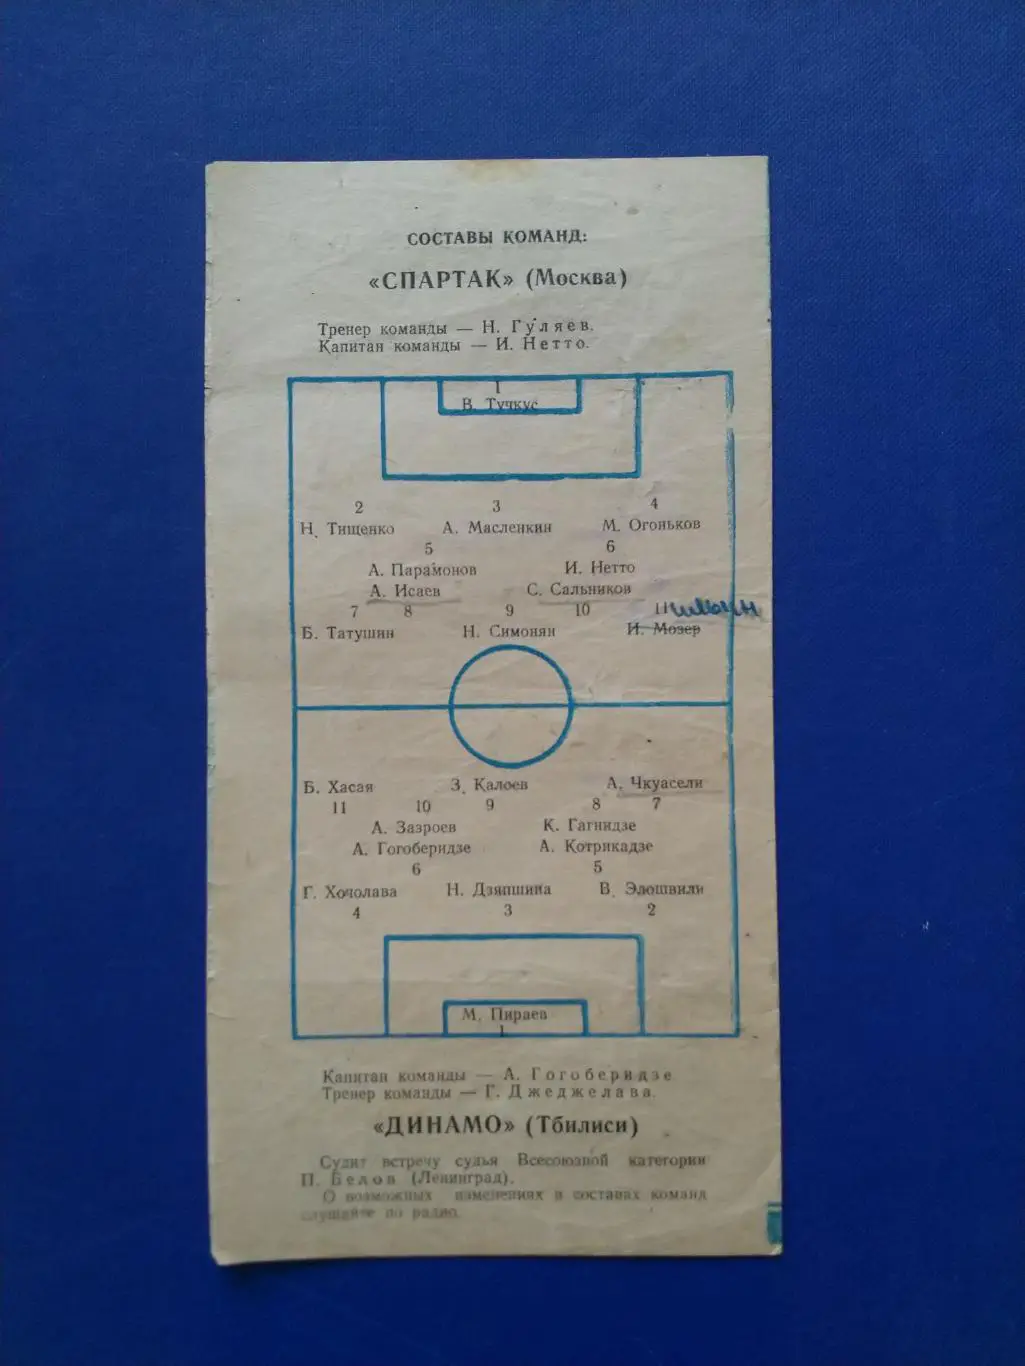 СОСТАВЫ КОМАНД:
«СПАРТАК» (Москва)
Тренер команды — Н. Гуляев.
Капитан команды — И. Нетто.
1
В. Тучкус
2 3 4
Н. Тищенко А. Масленкин М. Огоньков
5 6
А. Парамонов И. Нетто
А. Исаев С. Сальников
7 8 9 10 11
Б. Татушин Н. Симонян И. Мозер
Б. Хасая З. Калоев А. Чкуасели
11 10 9 8 7
А. Зазроев К. Гагнидзе
А. Гогоберидзе А. Котрикадзе
6 5
Г. Хочолава Н. Дзяпшипа В. Элошвили
4 3 2
М. Пираев
1
Капитан команды — А. Гогоберидзе
Тренер команды — Г. Джеджелава.
«ДИНАМО» (Тбилиси)
Судит встречу судья Всесоюзной категории
П. Белов (Ленинград).
О возможных изменениях в составах команд
слушайте по радио.